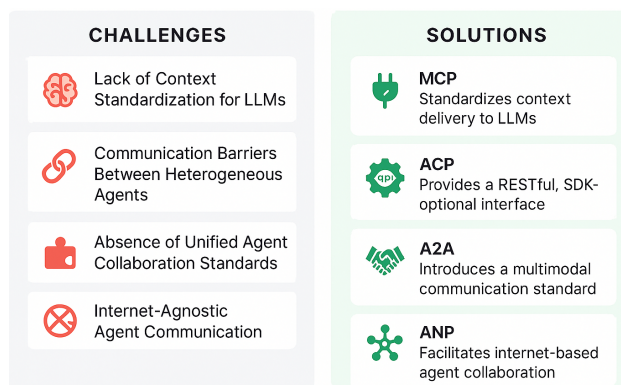 CHALLENGES
Lack of Context
Standardization for LLMs
Communication Barriers
Between Heterogeneous
Agents
Absence of Unified Agent
Collaboration Standards
Internet-Agnostic
Agent Communication
SOLUTIONS
MCP
Standardizes context
delivery to LLMs
api
ACP
Provides a RESTful, SDK-
optional interface
A2A
Introduces a multimodal
communication standard
ANP
Facilitates internet-based
agent collaboration